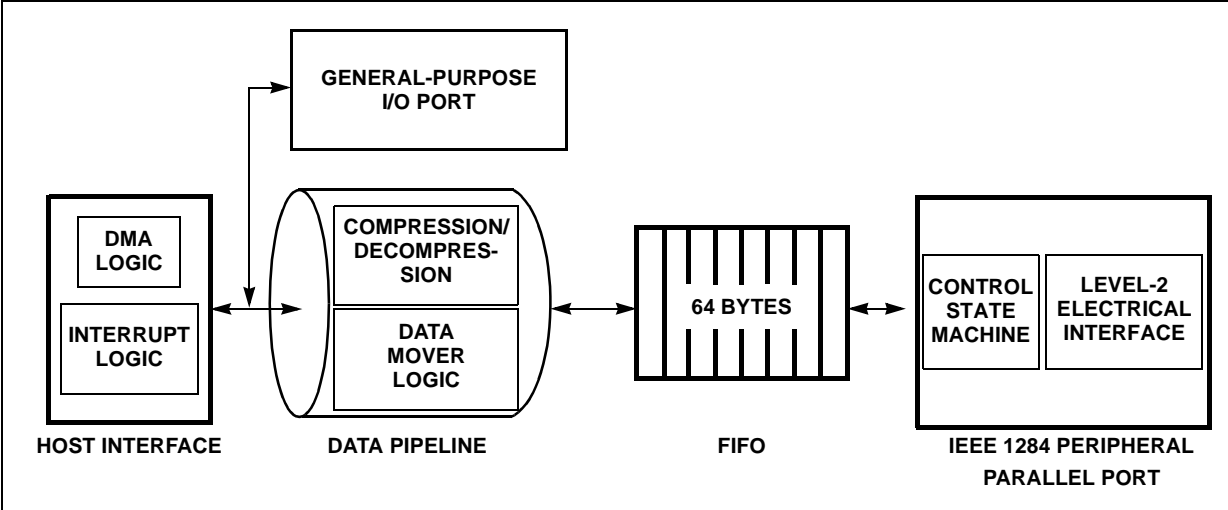 GENERAL-PURPOSE
I/O PORT
DMA
LOGIC
INTERRUPT
LOGIC
HOST INTERFACE
COMPRESSION/
DECOMPRES-
SION
DATA
MOVER
LOGIC
DATA PIPELINE
64 BYTES
FIFO
CONTROL
STATE
MACHINE
LEVEL-2
ELECTRICAL
INTERFACE
IEEE 1284 PERIPHERAL
PARALLEL PORT